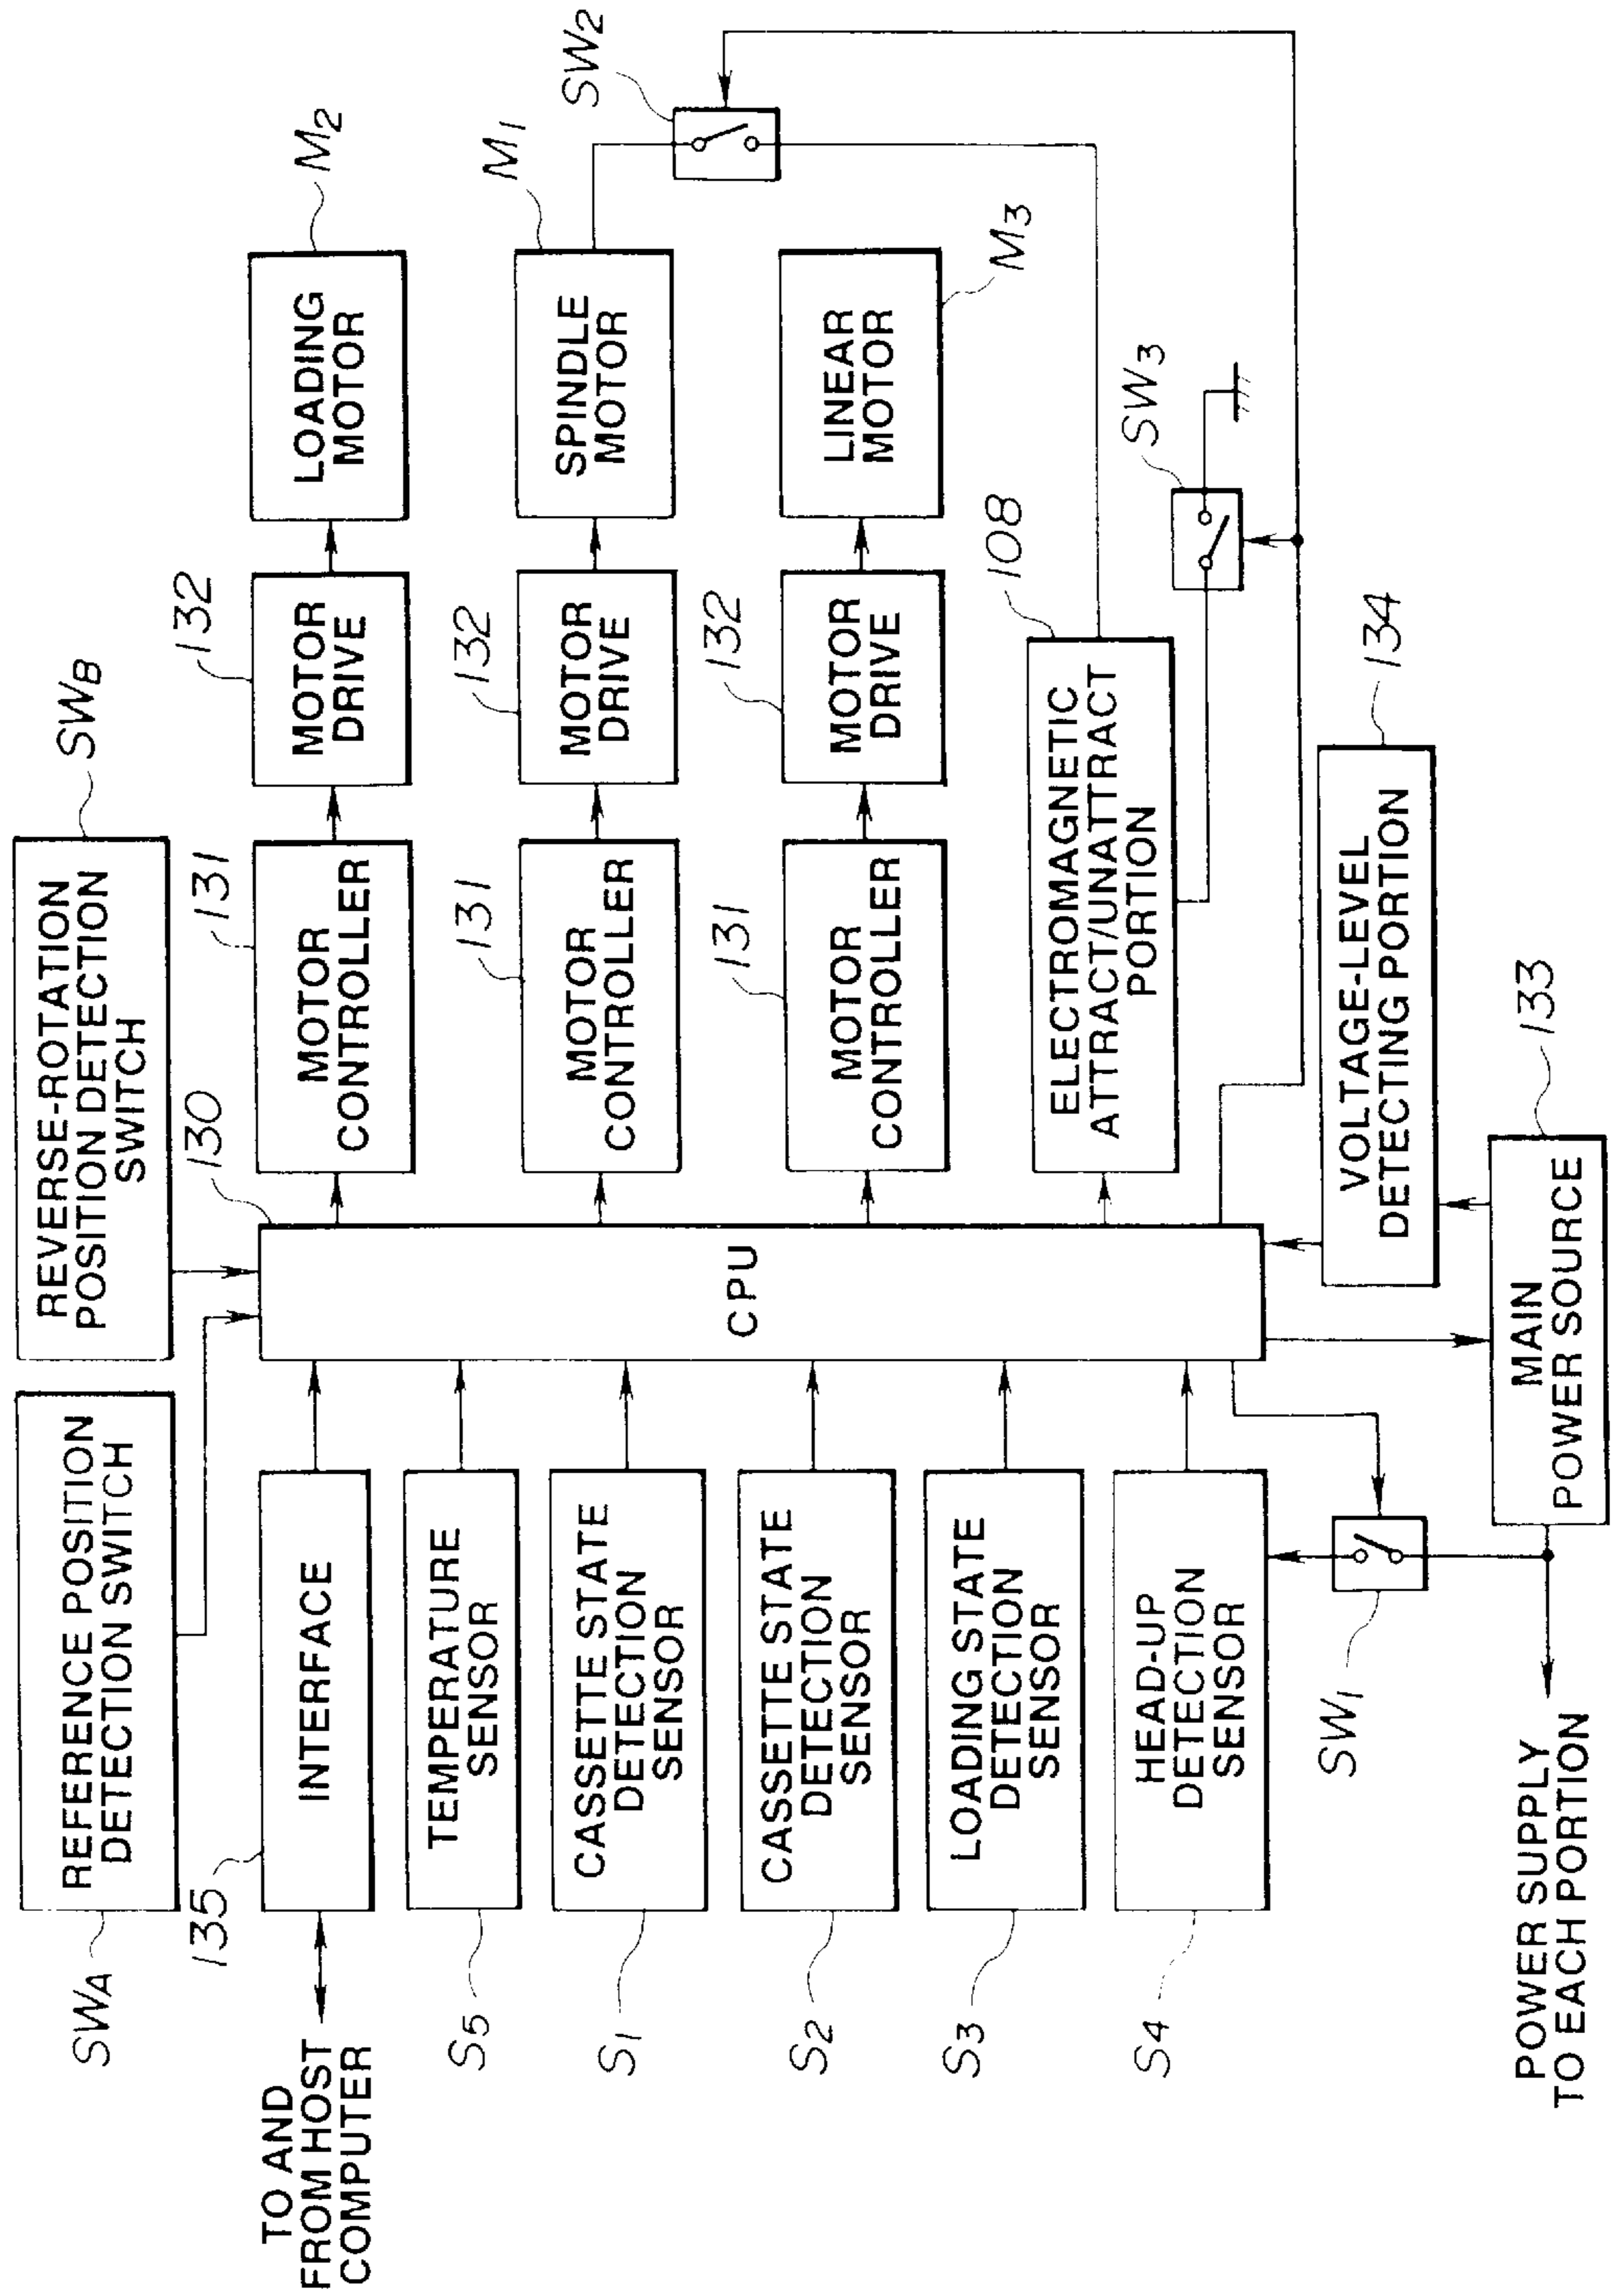 SWA
REFERENCE POSITION
DETECTION SWITCH
REVERSE-ROTATION
POSITION DETECTION
SWITCH
SWB
TO AND
FROM HOST
COMPUTER
135
INTERFACE
130
CPU
131
MOTOR
CONTROLLER
132
MOTOR
DRIVE
LOADING
MOTOR
M2
S5
TEMPERATURE
SENSOR
S1
CASSETTE STATE
DETECTION
SENSOR
131
MOTOR
CONTROLLER
132
MOTOR
DRIVE
SPINDLE
MOTOR
M1
SW2
S2
CASSETTE STATE
DETECTION
SENSOR
131
MOTOR
CONTROLLER
132
MOTOR
DRIVE
LINEAR
MOTOR
M3
S3
LOADING STATE
DETECTION
SENSOR
S4
HEAD-UP
DETECTION
SENSOR
ELECTROMAGNETIC
ATTRACT/UNATTRACT
PORTION
108
SW3
SW1
VOLTAGE-LEVEL
DETECTING PORTION
134
POWER SUPPLY
TO EACH PORTION
MAIN
POWER SOURCE
133